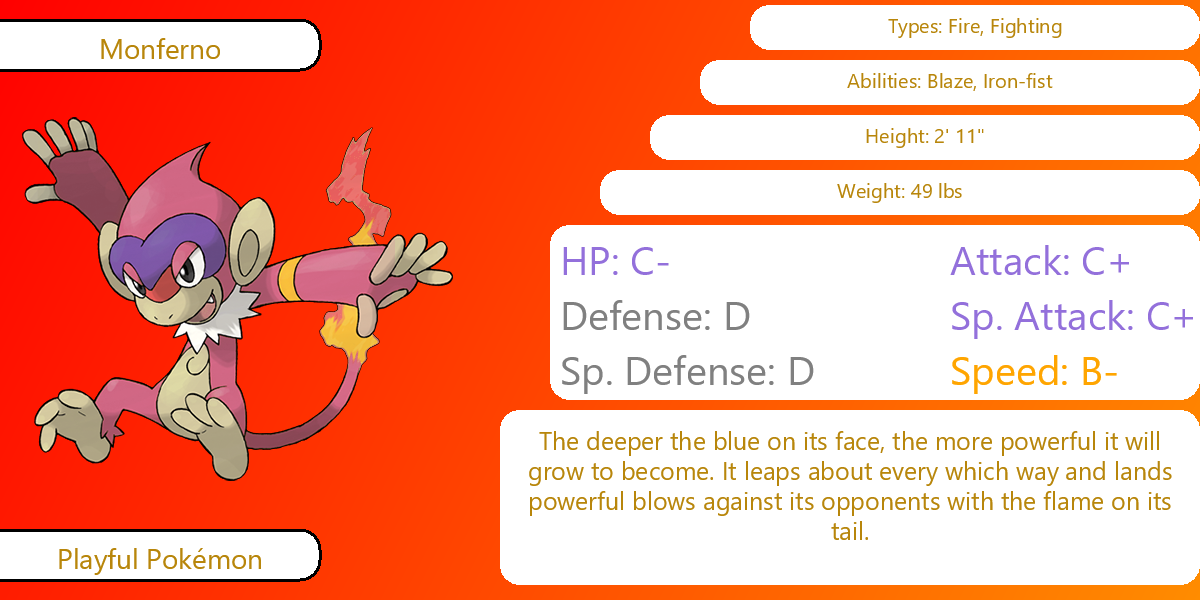 Monferno
Types: Fire, Fighting
Abilities: Blaze, Iron-fist
Height: 2' 11"
Weight: 49 lbs
HP: C-
Attack: C+
Defense: D
Sp. Attack: C+
Sp. Defense: D
Speed: B-
The deeper the blue on its face, the more powerful it will
grow to become. It leaps about every which way and lands
powerful blows against its opponents with the flame on its
tail.
Playful Pokémon